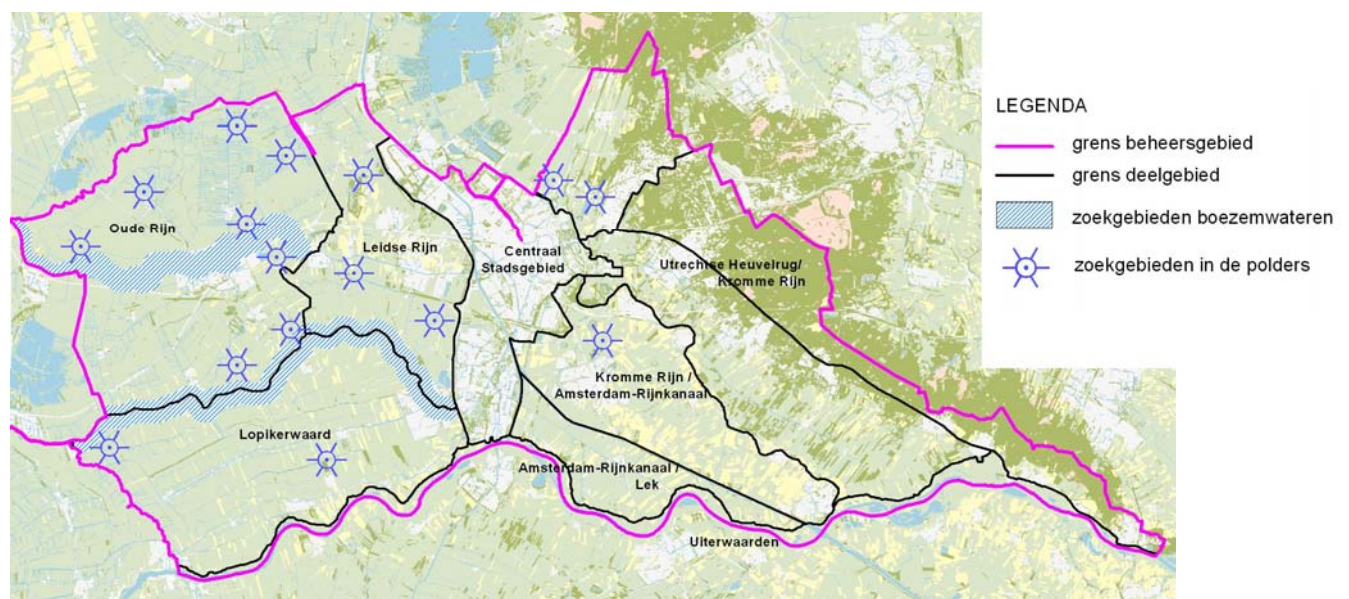 Oude Rijn
Leidse Rijn
Centraal
Stadsgebied
Utrechtse Heuvelrug/
Kromme Rijn
Kromme Rijn /
Amsterdam-Rijnkanaal
Lopikerwaard
Amsterdam-Rijnkanaal /
Lek
Uiterwaarden
LEGENDA
grens beheersgebied
grens deelgebied
zoekgebieden boezemwateren
zoekgebieden in de polders